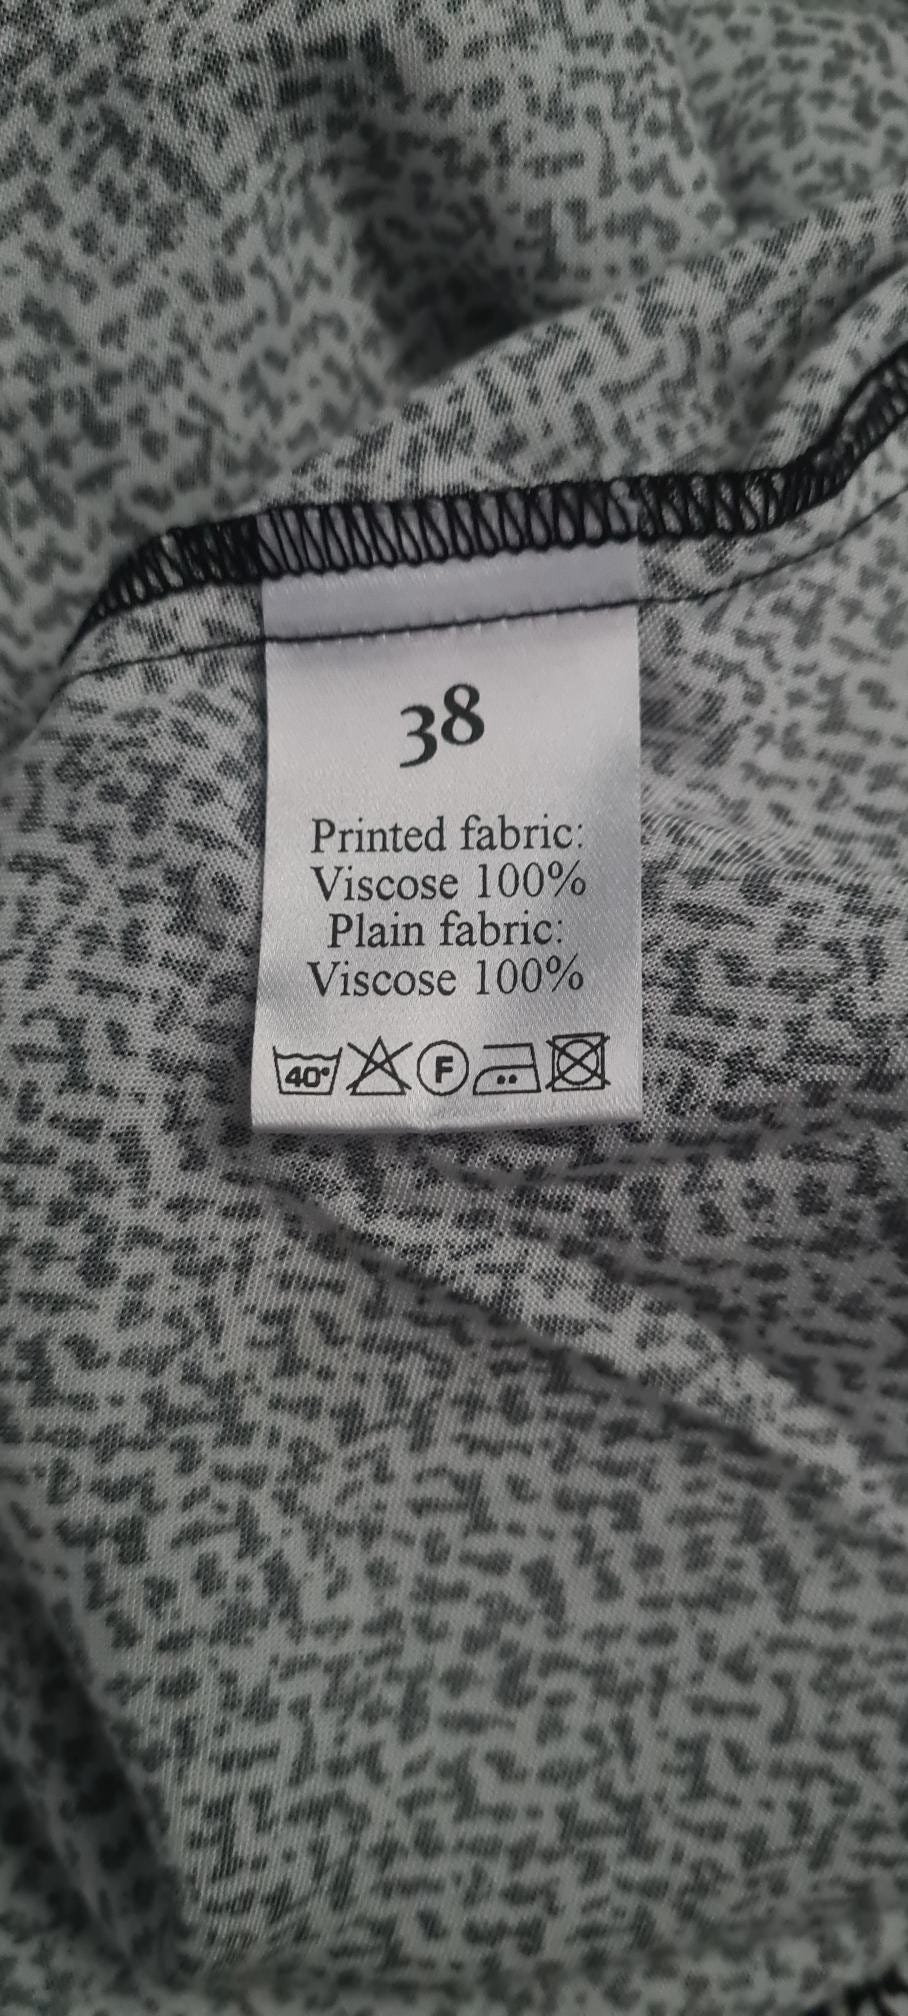 38
Printed fabric:
Viscose 100%
Plain fabric:
Viscose 100%
40° F